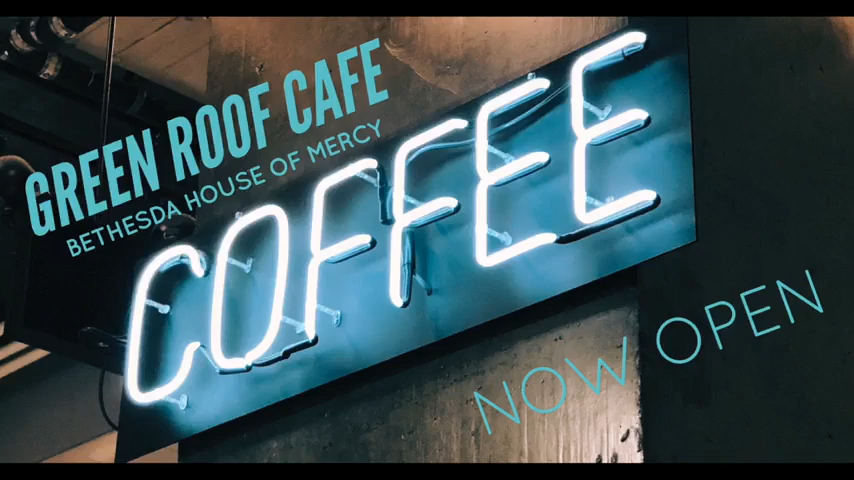 GREEN ROOF CAFE
BETHESDA HOUSE OF MERCY
COFFEE
NOW OPEN